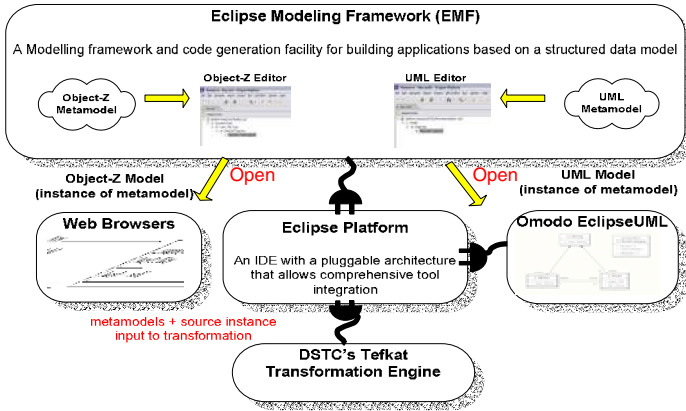 Eclipse Modeling Framework (EMF)
A Modelling framework and code generation facility for building applications based on a structured data model
Object-Z Editor
UML Editor
Object-Z
Metamodel
UML
Metamodel
Object-Z Model
(instance of metamodel)
Open
Open
UML Model
(instance of metamodel)
Web Browsers
Eclipse Platform
An IDE with a pluggable architecture
that allows comprehensive tool
integration
Omodo EclipseUML
metamodels + source instance
input to transformation
DSTC's Tefkat
Transformation Engine